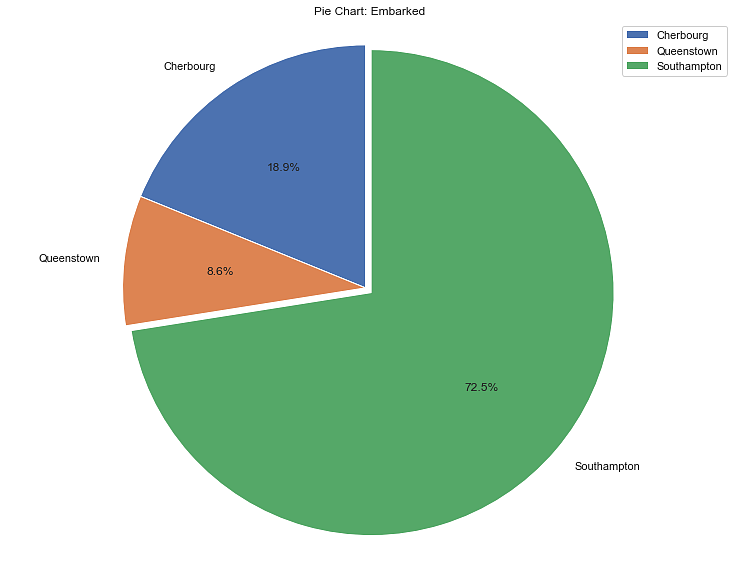 Pie Chart: Embarked
Cherbourg
Queenstown
Southampton
Cherbourg
18.9%
Queenstown
8.6%
72.5%
Southampton